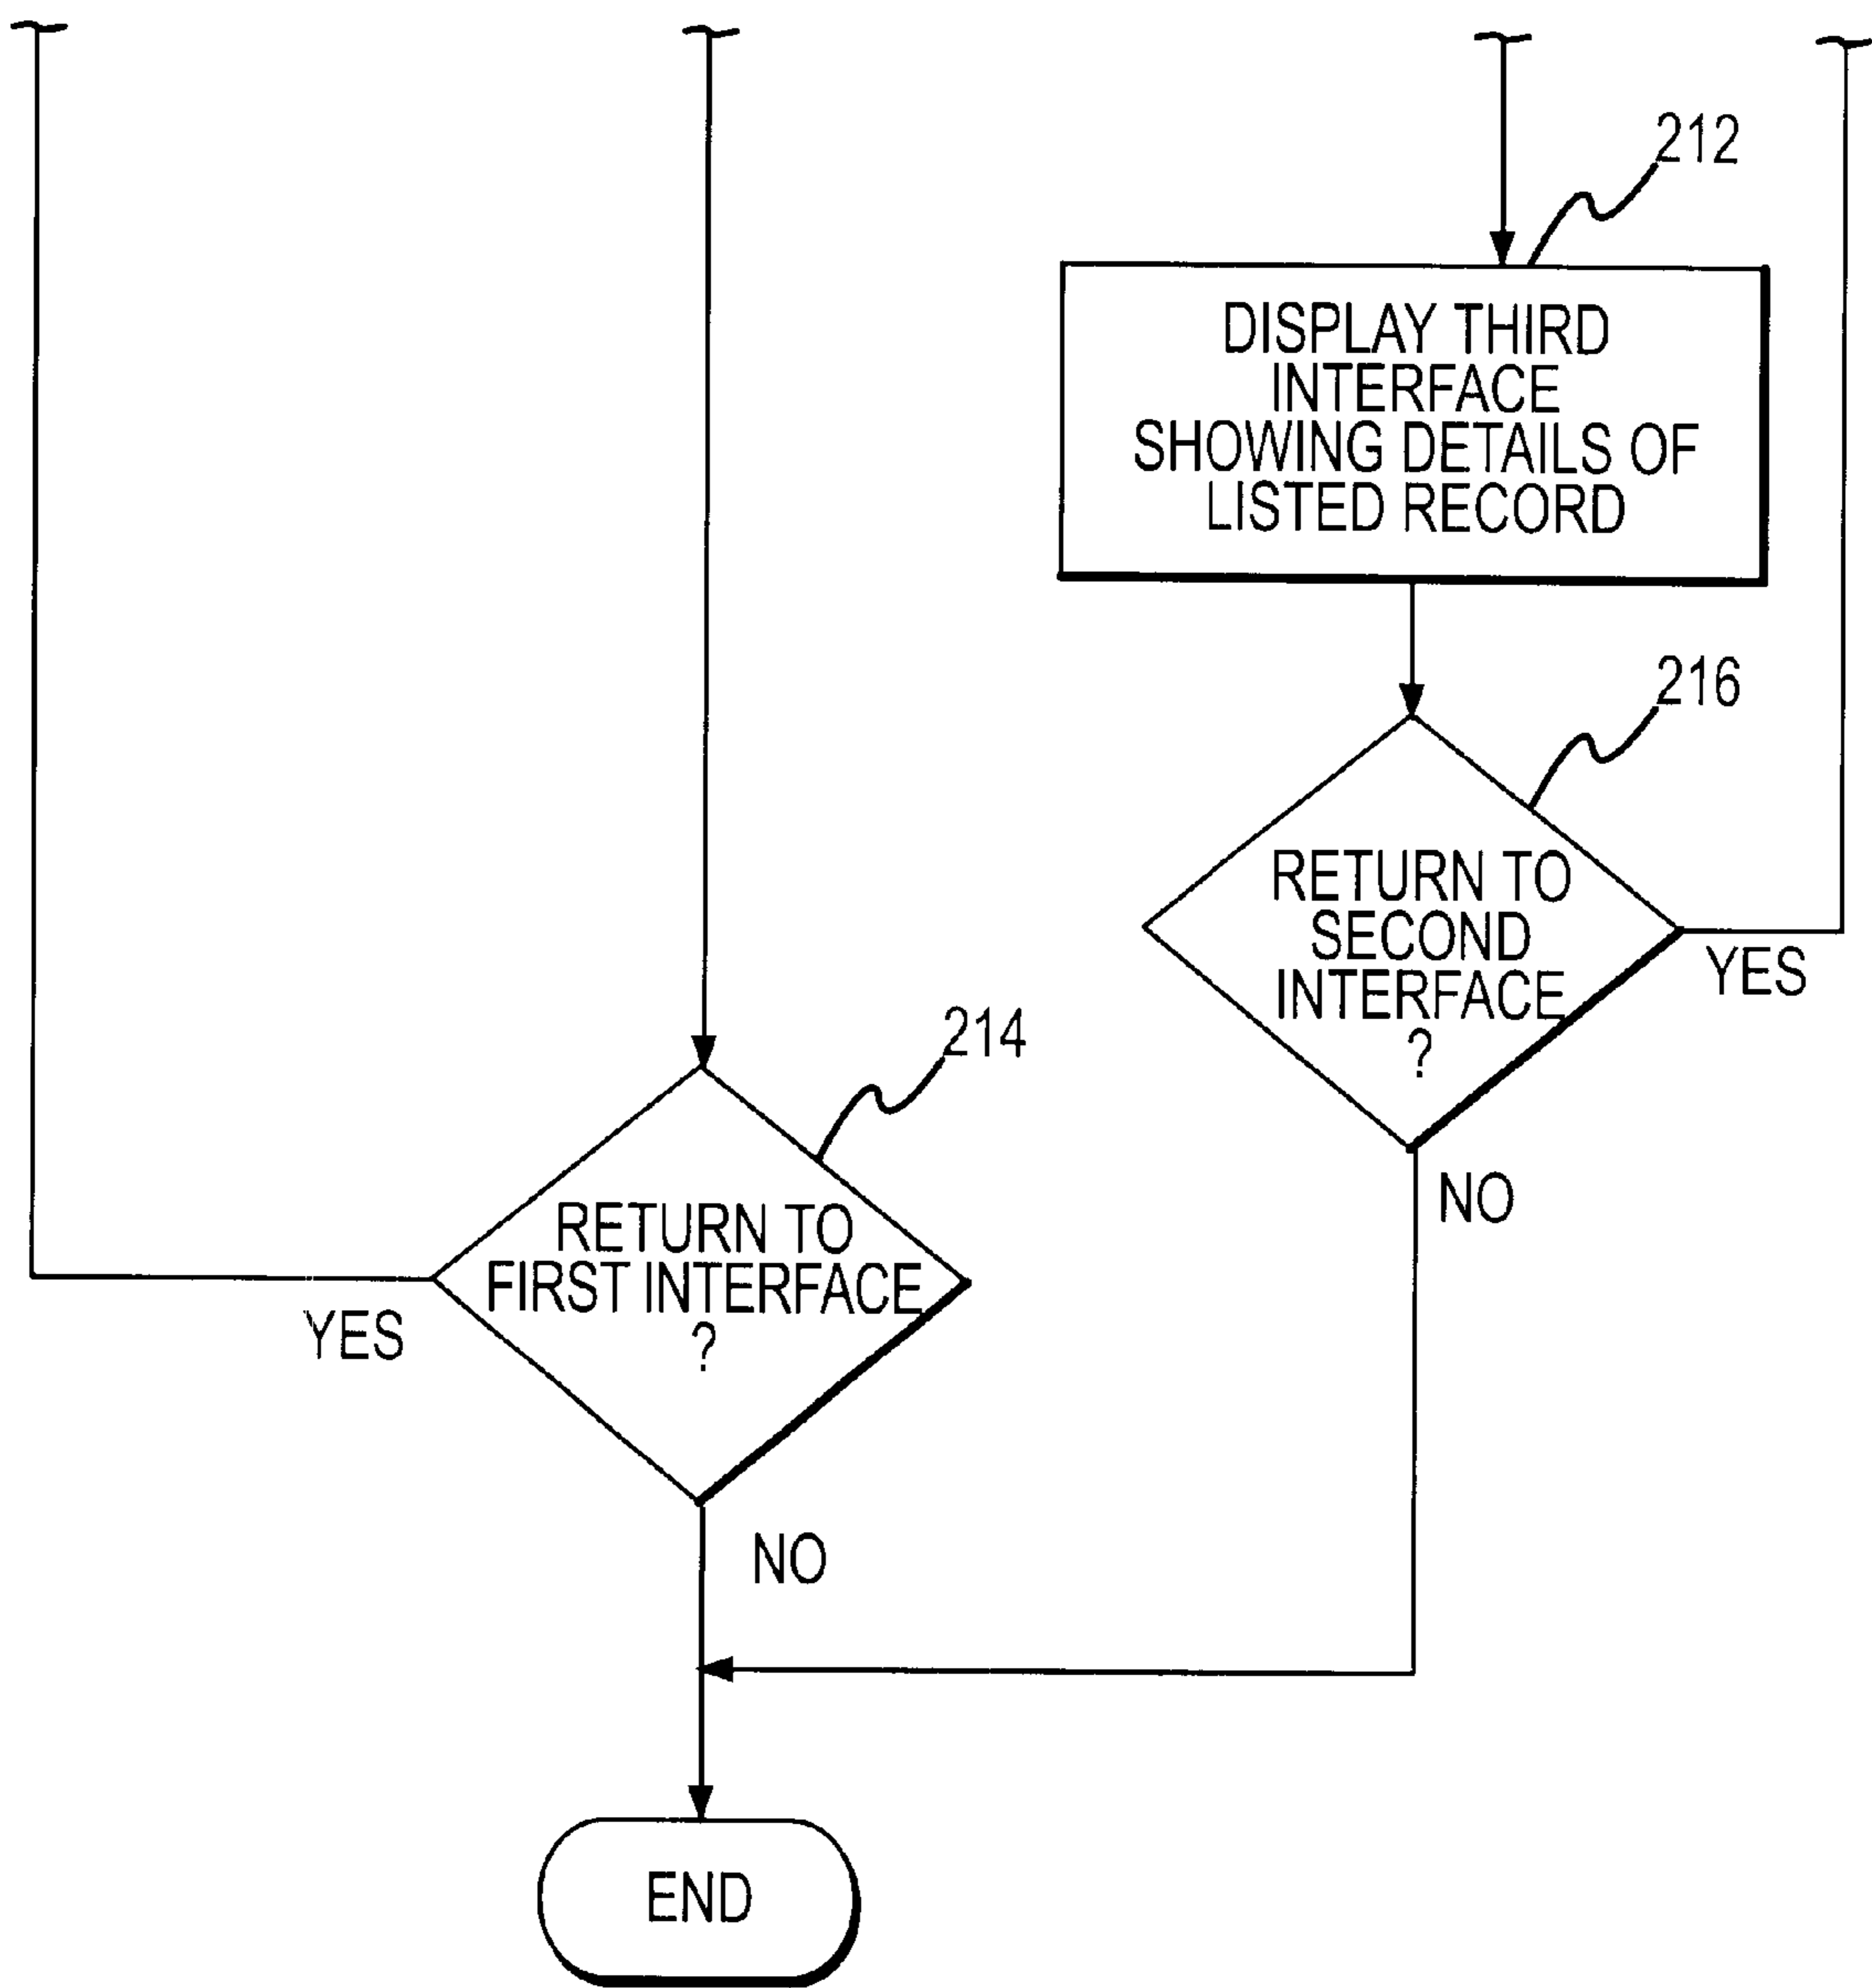 212
DISPLAY THIRD
INTERFACE
SHOWING DETAILS OF
LISTED RECORD
216
RETURN TO
SECOND
INTERFACE
?
YES
NO
214
RETURN TO
FIRST INTERFACE
?
YES
NO
END